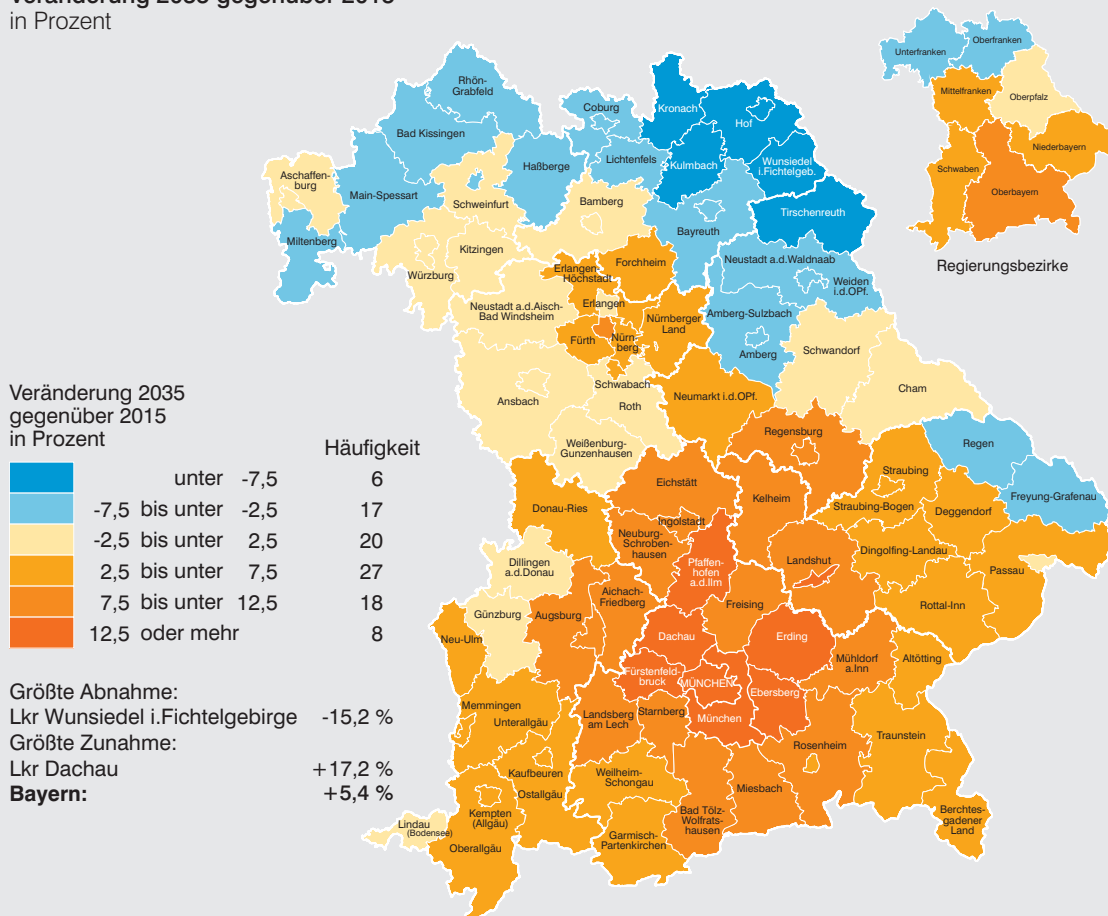 Veränderung 2035 gegenüber 2015
in Prozent
Unterfranken
Oberfranken
Mittelfranken
Oberpfalz
Niederbayern
Schwaben
Oberbayern
Regierungsbezirke
Rhön-
Grabfeld
Coburg
Kronach
Hof
Bad Kissingen
Lichtenfels
Kulmbach
Wunsiedel
i.Fichtelgeb.
Haßberge
Aschaffen-
burg
Main-Spessart
Schweinfurt
Bamberg
Tirschenreuth
Bayreuth
Miltenberg
Kitzingen
Würzburg
Forchheim
Neustadt a.d.Waldnaab
Erlangen-
Höchstadt
Weiden
i.d.OPf.
Erlangen
Neustadt a.d.Aisch-
Bad Windsheim
Nürnberger
Land
Amberg-Sulzbach
Fürth
Nürn-
berg
Amberg
Schwandorf
Schwabach
Cham
Ansbach
Roth
Neumarkt i.d.OPf.
Weißenburg-
Gunzenhausen
Regensburg
Regen
Straubing
Eichstätt
Kelheim
Freyung-Grafenau
Donau-Ries
Straubing-Bogen
Deggendorf
Ingolstadt
Neuburg-
Schroben-
hausen
Dingolfing-Landau
Dillingen
a.d.Donau
Pfaffen-
hofen
a.d.Ilm
Landshut
Passau
Aichach-
Friedberg
Freising
Rottal-Inn
Günzburg
Augsburg
Neu-Ulm
Dachau
Erding
Mühldorf
a.Inn
Altötting
Fürstenfeld-
bruck
MÜNCHEN
Ebersberg
Memmingen
Unterallgäu
Landsberg
am Lech
Starnberg
München
Rosenheim
Traunstein
Kaufbeuren
Weilheim-
Schongau
Miesbach
Ostallgäu
Bad Tölz-
Wolfrats-
hausen
Kempten
(Allgäu)
Lindau
(Bodensee)
Berchtes-
gadener
Land
Garmisch-
Partenkirchen
Oberallgäu
Veränderung 2035
gegenüber 2015
in Prozent
Häufigkeit
unter -7,5 6
-7,5 bis unter -2,5 17
-2,5 bis unter 2,5 20
2,5 bis unter 7,5 27
7,5 bis unter 12,5 18
12,5 oder mehr 8
Größte Abnahme:
Lkr Wunsiedel i.Fichtelgebirge -15,2 %
Größte Zunahme:
Lkr Dachau +17,2 %
Bayern: +5,4 %